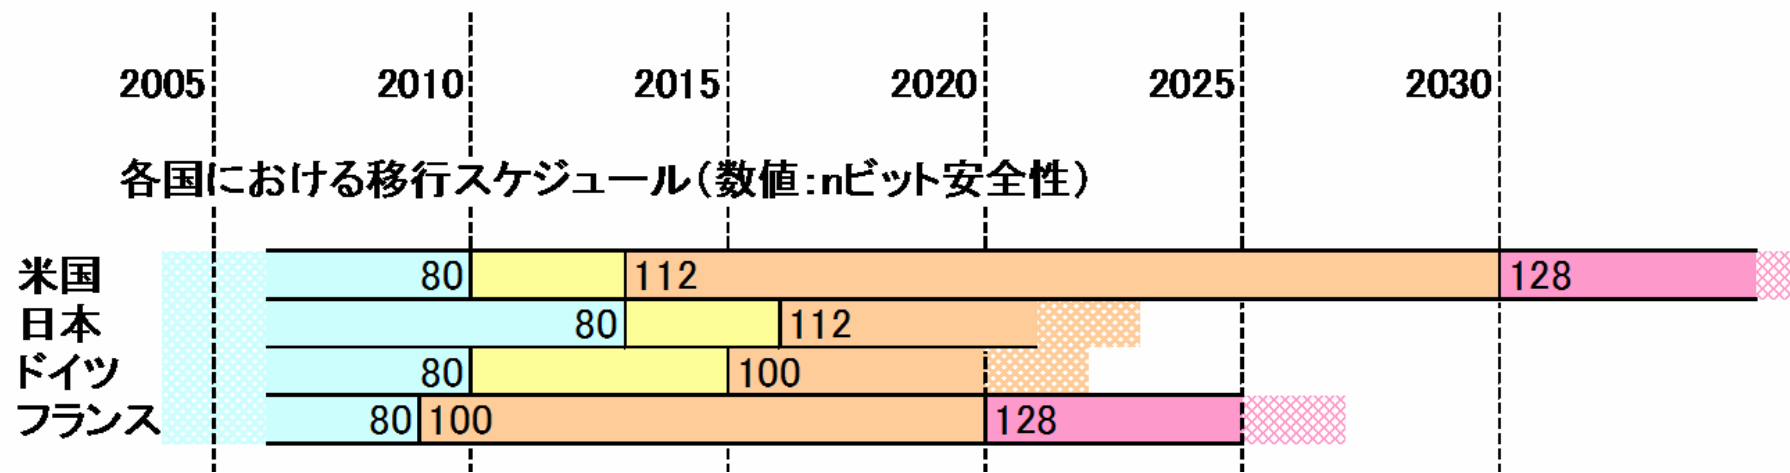 2005 2010 2015 2020 2025 2030
各国における移行スケジュール(数値:nビット安全性)
米国 80 112 128
日本 80 112
ドイツ 80 100
フランス 80 100 128